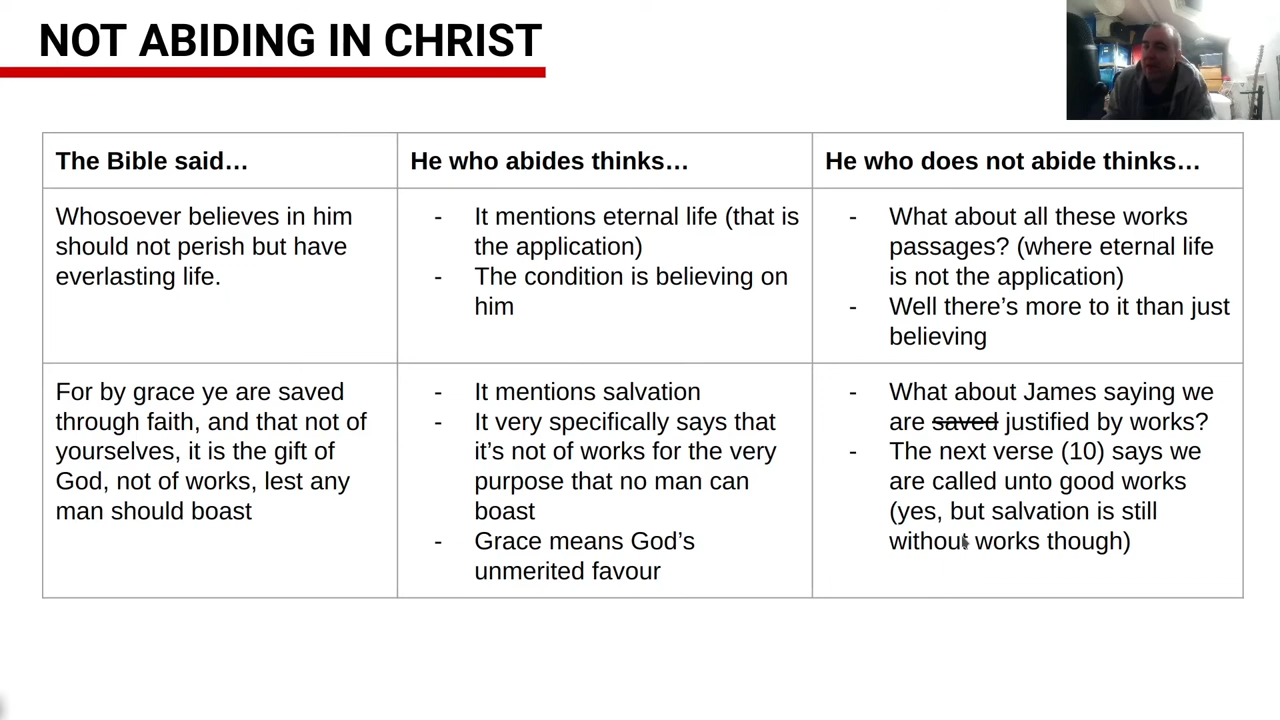 NOT ABIDING IN CHRIST
The Bible said…
He who abides thinks…
He who does not abide thinks…
Whosoever believes in him
should not perish but have
everlasting life.
- It mentions eternal life (that is
the application)
- The condition is believing on
him
- What about all these works
passages? (where eternal life
is not the application)
- Well there’s more to it than just
believing
For by grace ye are saved
through faith, and that not of
yourselves, it is the gift of
God, not of works, lest any
man should boast
- It mentions salvation
- It very specifically says that
it’s not of works for the very
purpose that no man can
boast
- Grace means God’s
unmerited favour
- What about James saying we
are saved justified by works?
- The next verse (10) says we
are called unto good works
(yes, but salvation is still
without works though)